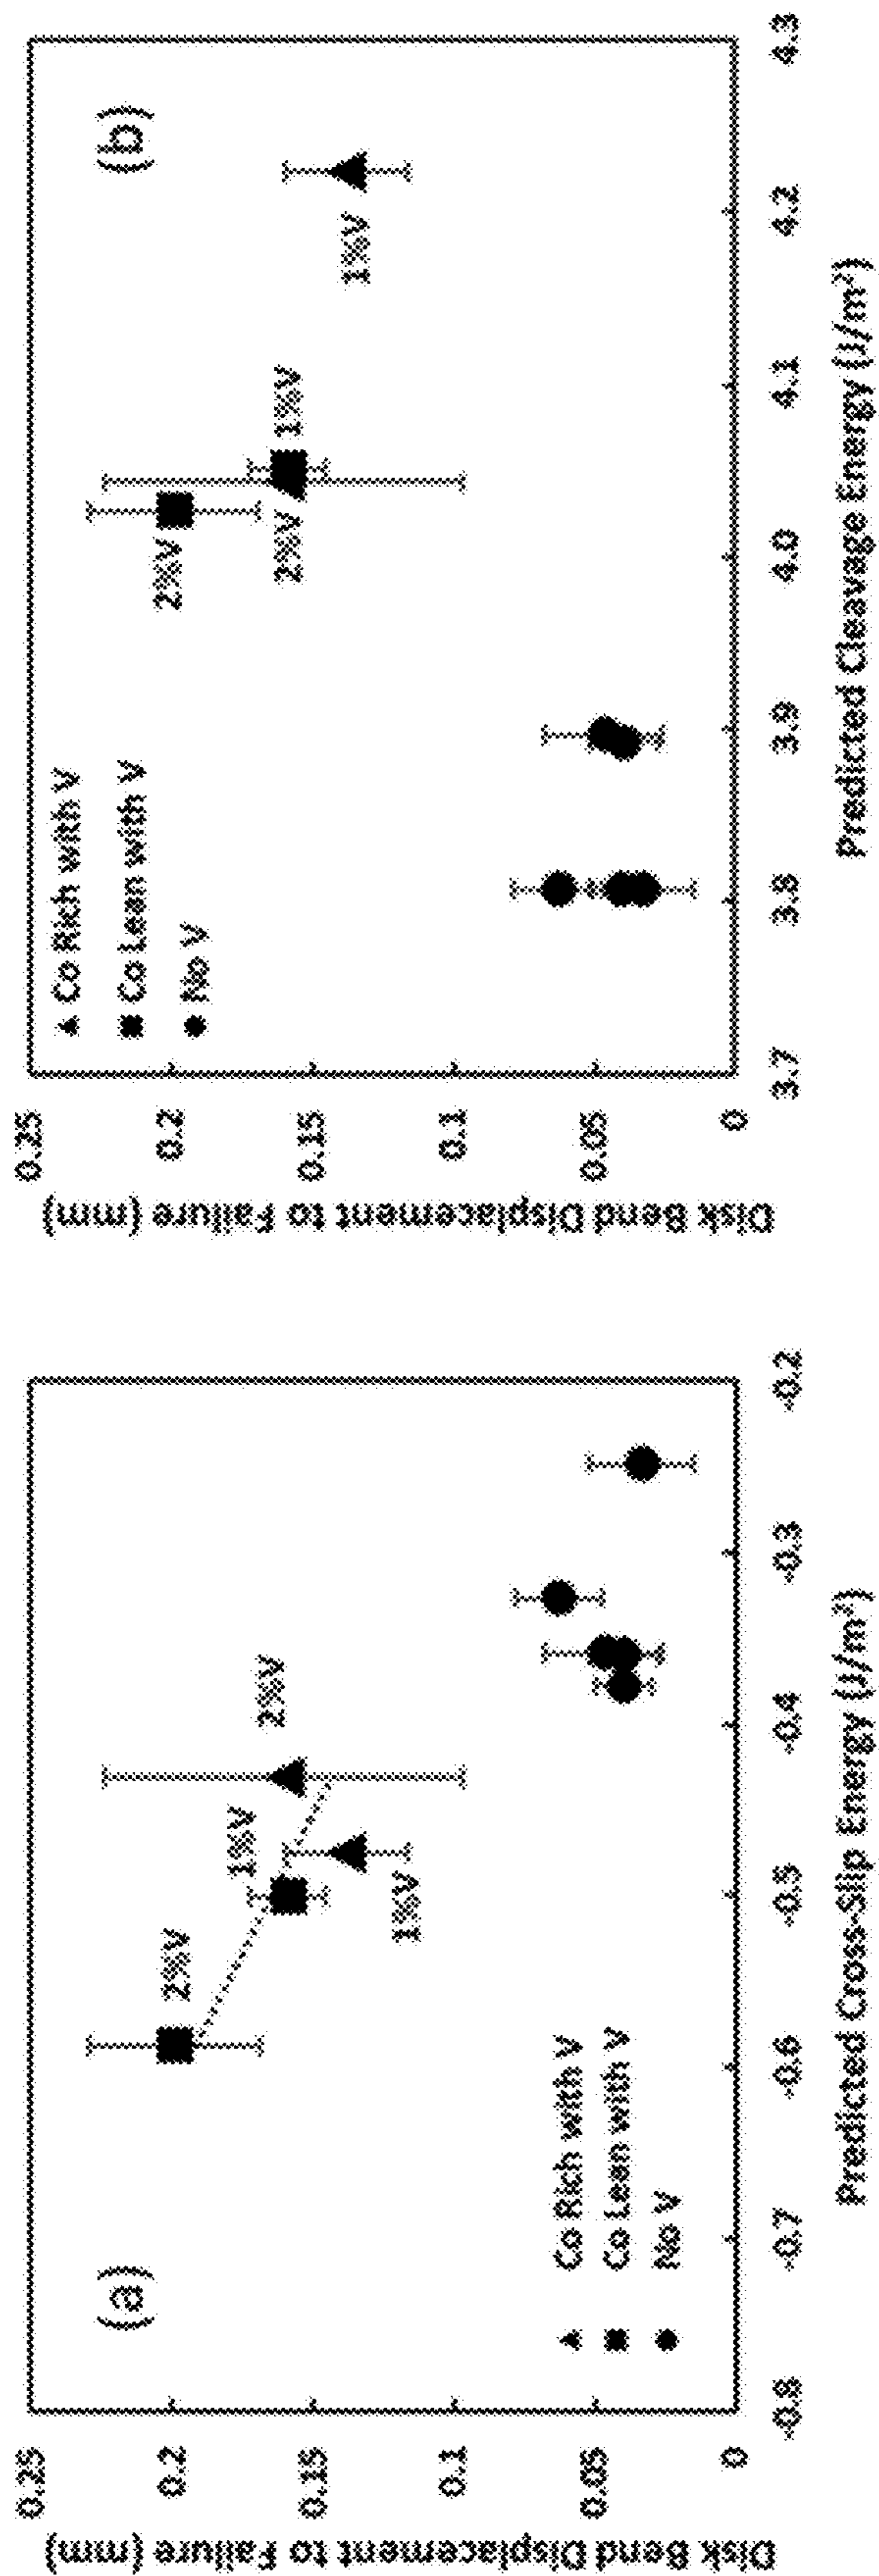 (a)
0.25
0.2
0.15
0.1
0.05
0
Disk Bend Displacement to Failure (mm)
2%V
1%V
1%V
2%V
Co Rich with V
Co Lean with V
No V
-0.8
-0.7
-0.6
-0.5
-0.4
-0.3
-0.2
Predicted Cross-Slip Energy (J/m²)
(b)
0.25
0.2
0.15
0.1
0.05
0
Disk Bend Displacement to Failure (mm)
Co Rich with V
Co Lean with V
No V
2%V
2%V
1%V
1%V
3.7
3.8
3.9
4.0
4.1
4.2
4.3
Predicted Cleavage Energy (J/m²)